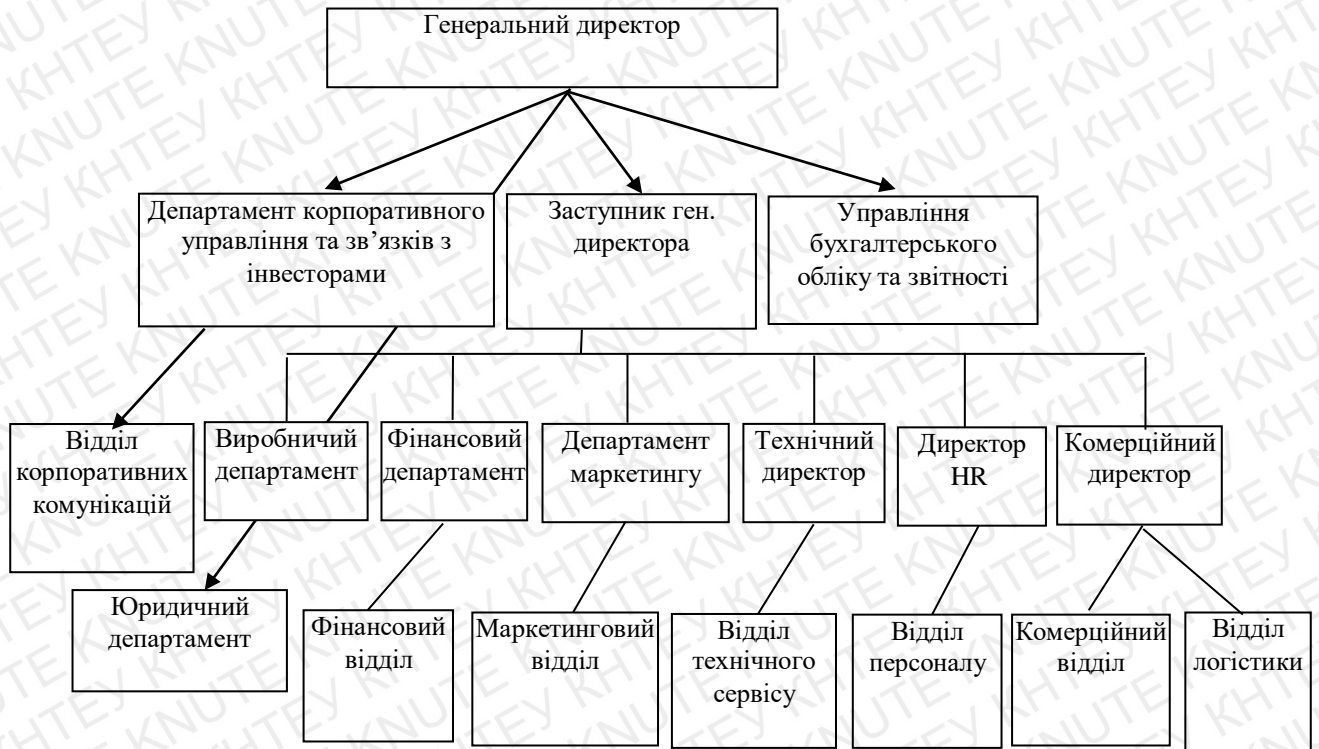 Генеральний директор
Департамент корпоративного
управління та зв’язків з
інвесторами
Заступник ген.
директора
Управління
бухгалтерського
обліку та звітності
Відділ
корпоративних
комунікацій
Виробничий
департамент
Фінансовий
департамент
Департамент
маркетингу
Технічний
директор
Директор
HR
Комерційний
директор
Юридичний
департамент
Фінансовий
відділ
Маркетинговий
відділ
Відділ
технічного
сервісу
Відділ
персоналу
Комерційний
відділ
Відділ
логістики